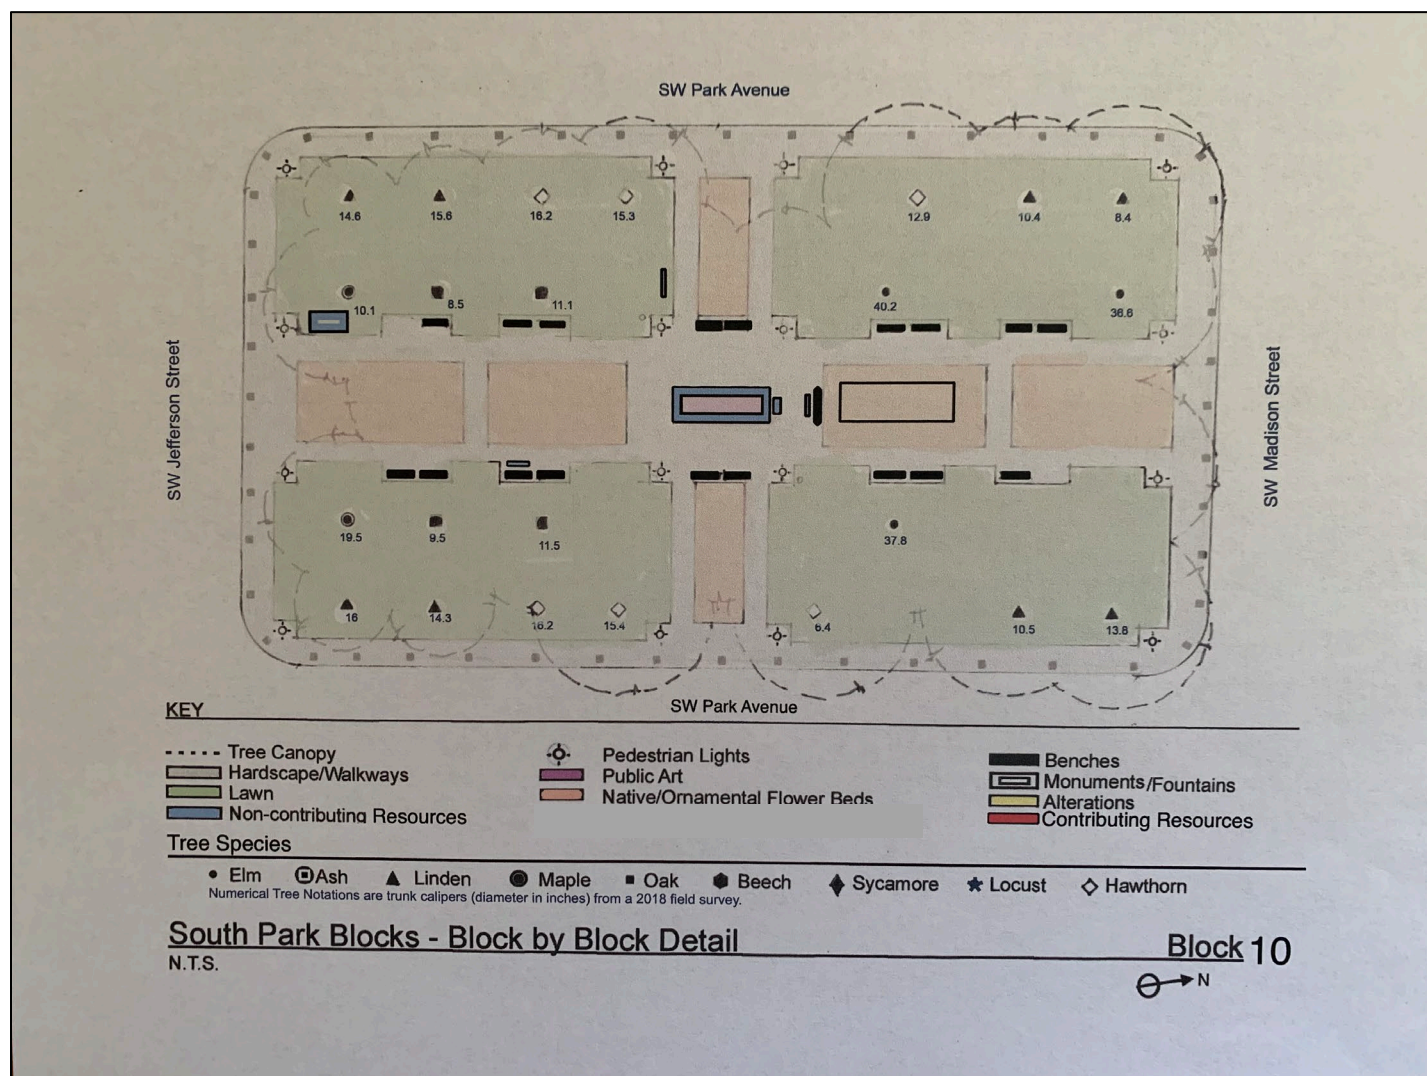 SW Park Avenue
14.6 15.6 16.2 15.3 12.9 10.4 8.4
10.1 8.5 11.1 40.2 36.6
SW Jefferson Street
SW Madison Street
19.5 9.5 11.5 37.8
16 14.3 16.2 15.4 6.4 10.5 13.8
SW Park Avenue
KEY
Tree Canopy Pedestrian Lights Benches
Hardscape/Walkways Public Art Monuments/Fountains
Lawn Native/Ornamental Flower Beds Alterations
Non-contributing Resources Contributing Resources
Tree Species
Elm Ash Linden Maple Oak Beech Sycamore Locust Hawthorn
Numerical Tree Notations are trunk calipers (diameter in inches) from a 2018 field survey.
South Park Blocks - Block by Block Detail Block 10
N.T.S.
N